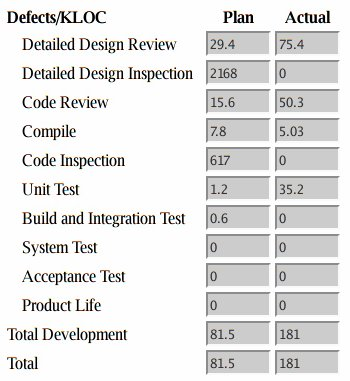 Defects/KLOC Plan Actual
Detailed Design Review 29.4 75.4
Detailed Design Inspection 2168 0
Code Review 15.6 50.3
Compile 7.8 5.03
Code Inspection 617 0
Unit Test 1.2 35.2
Build and Integration Test 0.6 0
System Test 0 0
Acceptance Test 0 0
Product Life 0 0
Total Development 81.5 181
Total 81.5 181